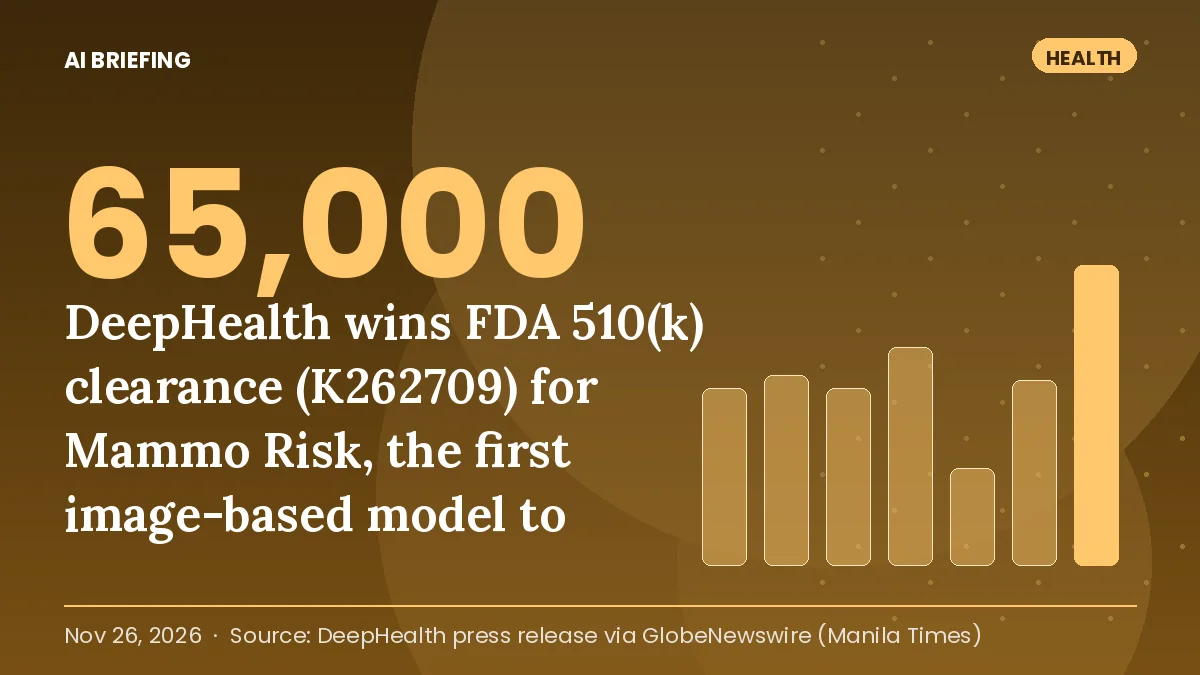 AI BRIEFING
HEALTH
65,000
DeepHealth wins FDA 510(k)
clearance (K262709) for
Mammo Risk, the first
image-based model to
Nov 26, 2026 · Source: DeepHealth press release via GlobeNewswire (Manila Times)